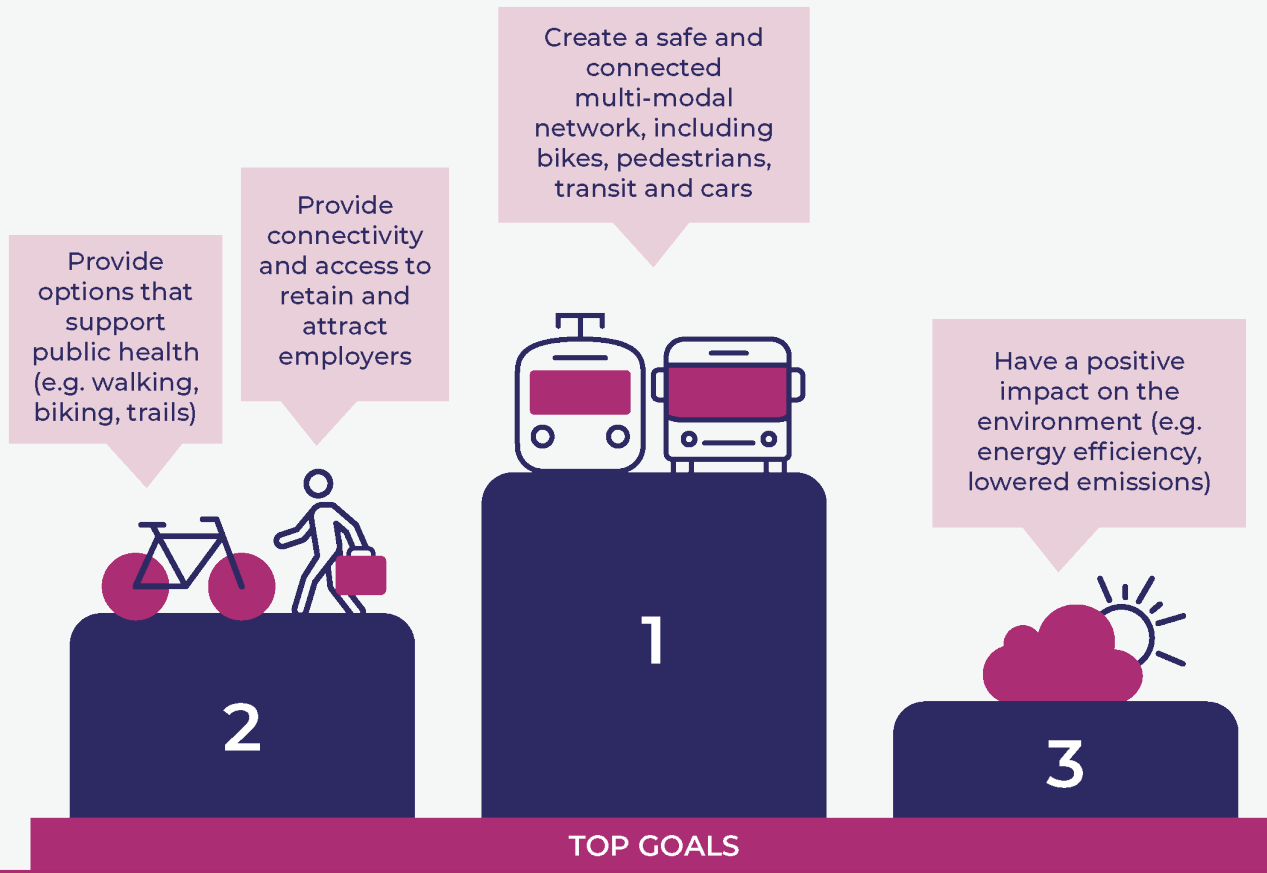 Create a safe and
connected
multi-modal
network, including
bikes, pedestrians,
transit and cars
Provide
connectivity
and access to
retain and
attract
employers
Provide
options that
support
public health
(e.g. walking,
biking, trails)
Have a positive
impact on the
environment (e.g.
energy efficiency,
lowered emissions)
2
1
3
TOP GOALS